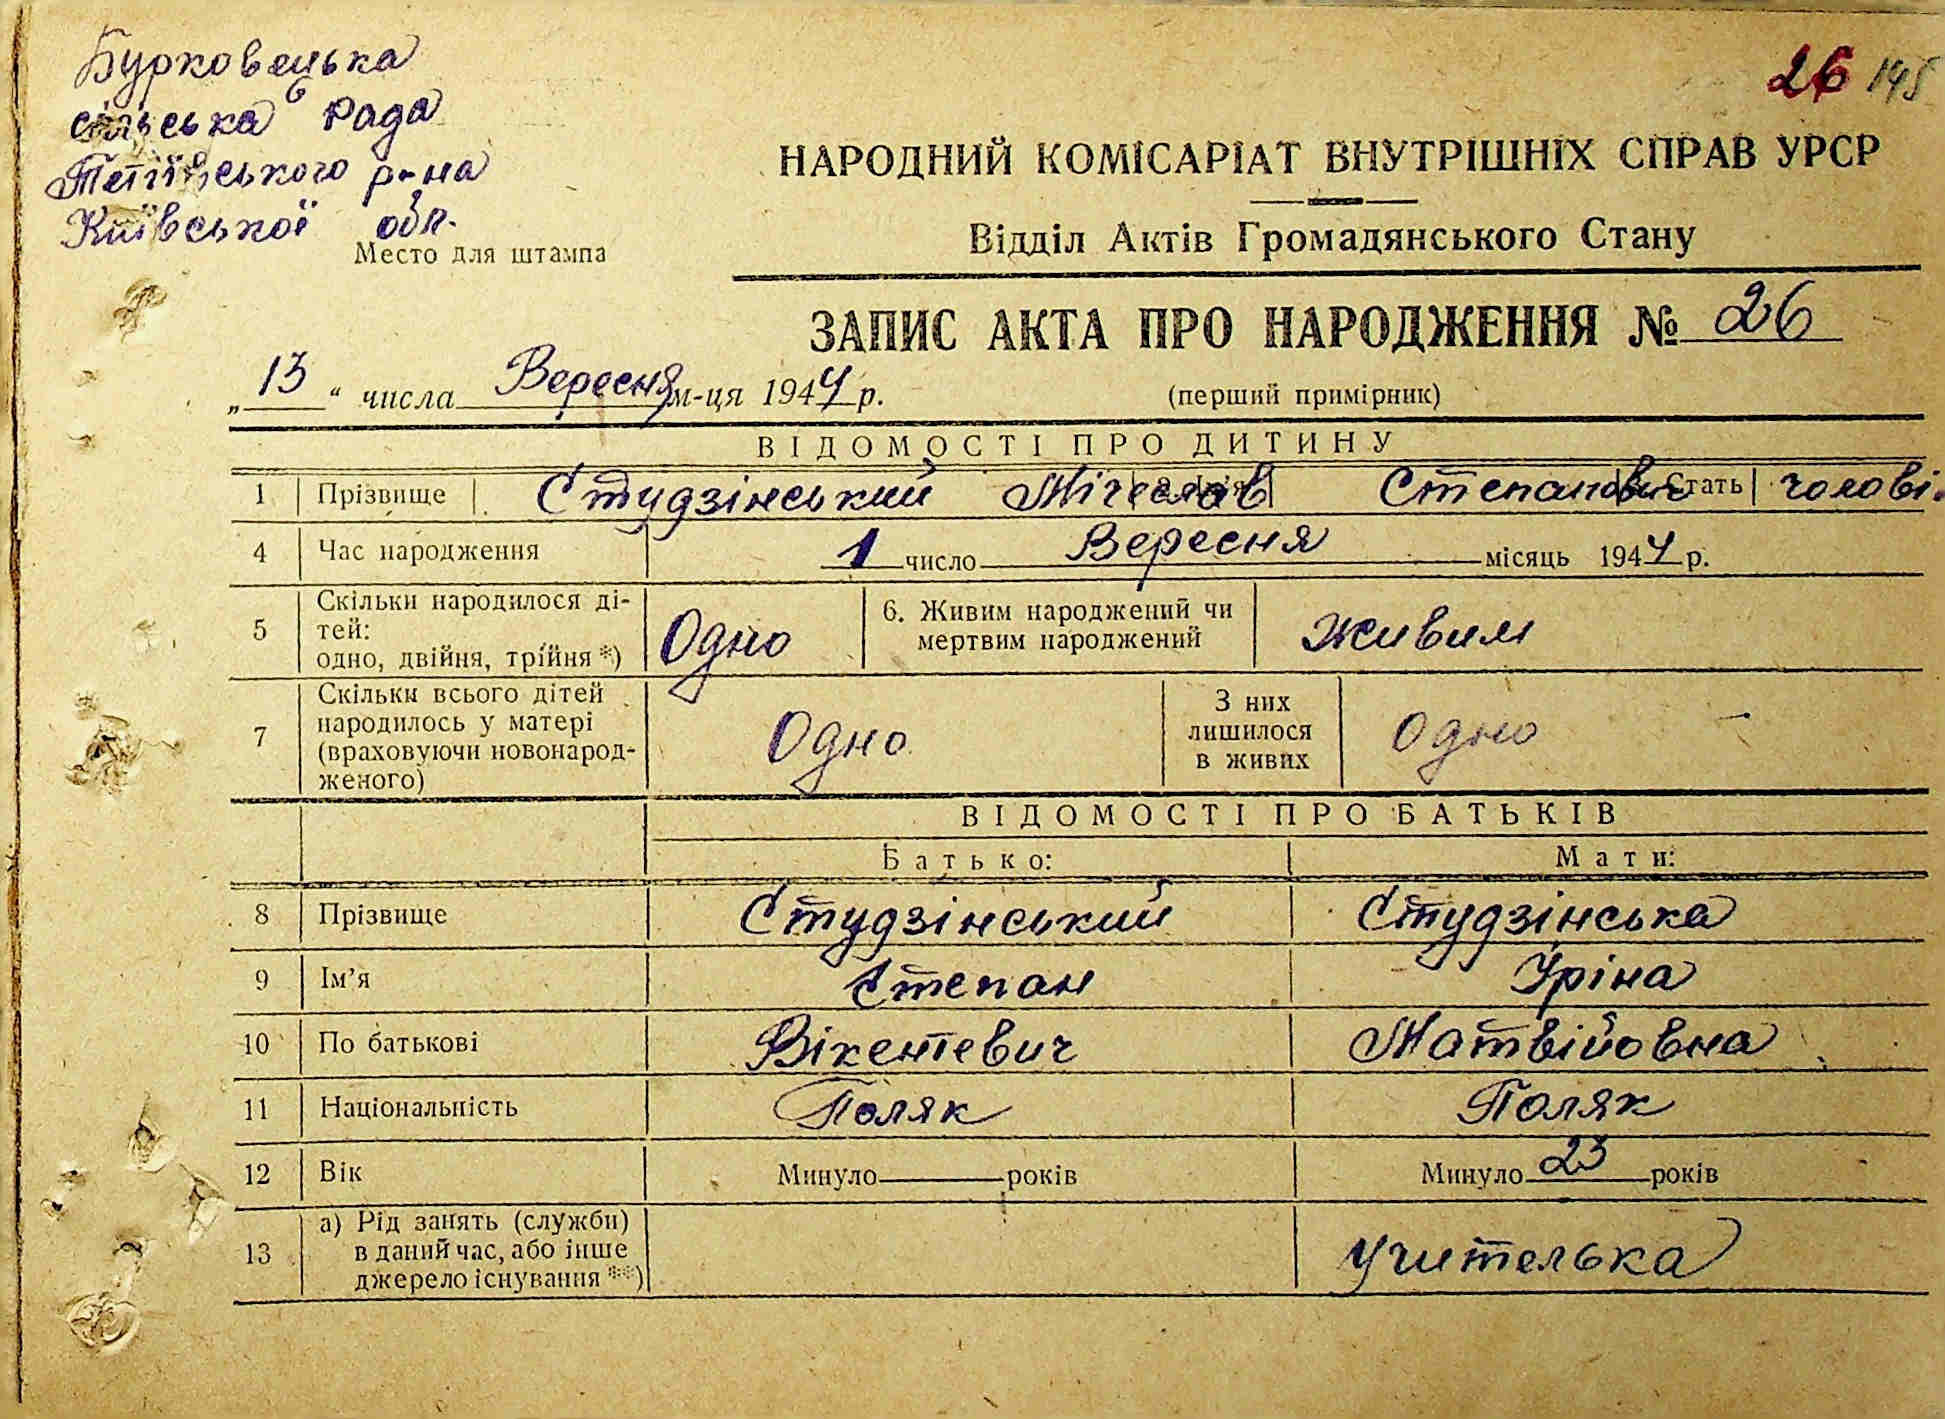 Бурковецька
сільська Рада
Тетіївського р-на
Київської обл.
Место для штампа
26 145
НАРОДНИЙ КОМІСАРІАТ ВНУТРІШНІХ СПРАВ УРСР
Відділ Актів Громадянського Стану
ЗАПИС АКТА ПРО НАРОДЖЕННЯ № 26
„13“ числа Вересня м-ця 1944 р. (перший примірник)
ВІДОМОСТІ ПРО ДИТИНУ
1 Прізвище Студзінський Мічеслав Степанович Стать чолові
4 Час народження 1 число Вересня місяць 1944 р.
5 Скільки народилося ді-
тей:
одно, двійня, трійня *) Одно 6. Живим народжений чи
мертвим народжений живим
7 Скільки всього дітей
народилось у матері
(враховуючи новонарод-
женого) Одно З них
лишилося
в живих Одно
ВІДОМОСТІ ПРО БАТЬКІВ
Батько: Мати:
8 Прізвище Студзінський Студзінська
9 Ім’я Степан Іріна
10 По батькові Вікентевич Матвійовна
11 Національність Поляк Поляк
12 Вік Минуло років Минуло 23 років
13 а) Рід занять (служби)
в даний час, або інше
джерело існування **) учителька